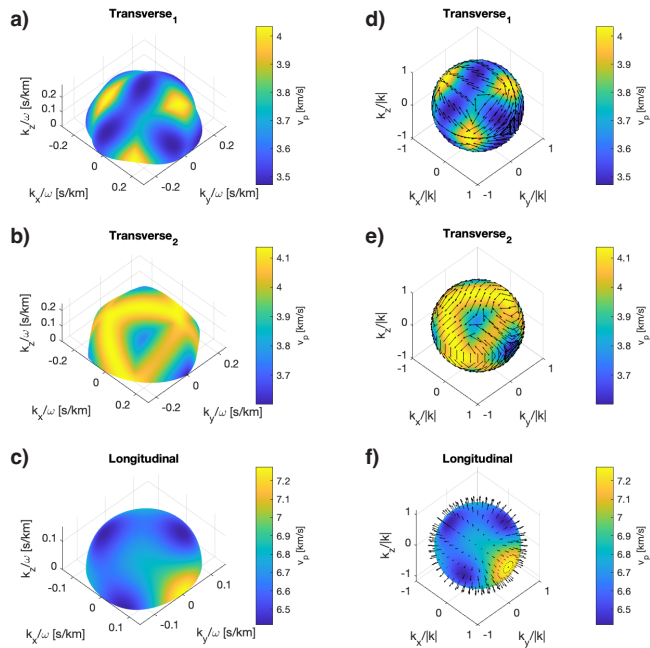 a)
Transverse₁
k_z/ω [s/km]
0.2
0.1
0
-0.2
0
0.2
k_x/ω [s/km]
-0.2
0
0.2
k_y/ω [s/km]
4
3.9
3.8
3.7
3.6
3.5
v_p [km/s]
d)
Transverse₁
k_z/|k|
1
0
-1
-1
0
1
k_x/|k|
-1
0
1
k_y/|k|
4
3.9
3.8
3.7
3.6
3.5
v_p [km/s]
b)
Transverse₂
k_z/ω [s/km]
0.2
0.1
0
-0.2
0
0.2
k_x/ω [s/km]
-0.2
0
0.2
k_y/ω [s/km]
4.1
4
3.9
3.8
3.7
v_p [km/s]
e)
Transverse₂
k_z/|k|
1
0
-1
-1
0
1
k_x/|k|
-1
0
1
k_y/|k|
4.1
4
3.9
3.8
3.7
v_p [km/s]
c)
Longitudinal
k_z/ω [s/km]
0.1
0
-0.1
0
0.1
k_x/ω [s/km]
-0.1
0
0.1
k_y/ω [s/km]
7.2
7.1
7
6.9
6.8
6.7
6.6
6.5
v_p [km/s]
f)
Longitudinal
k_z/|k|
1
0
-1
-1
0
1
k_x/|k|
-1
0
1
k_y/|k|
7.2
7.1
7
6.9
6.8
6.7
6.6
6.5
v_p [km/s]